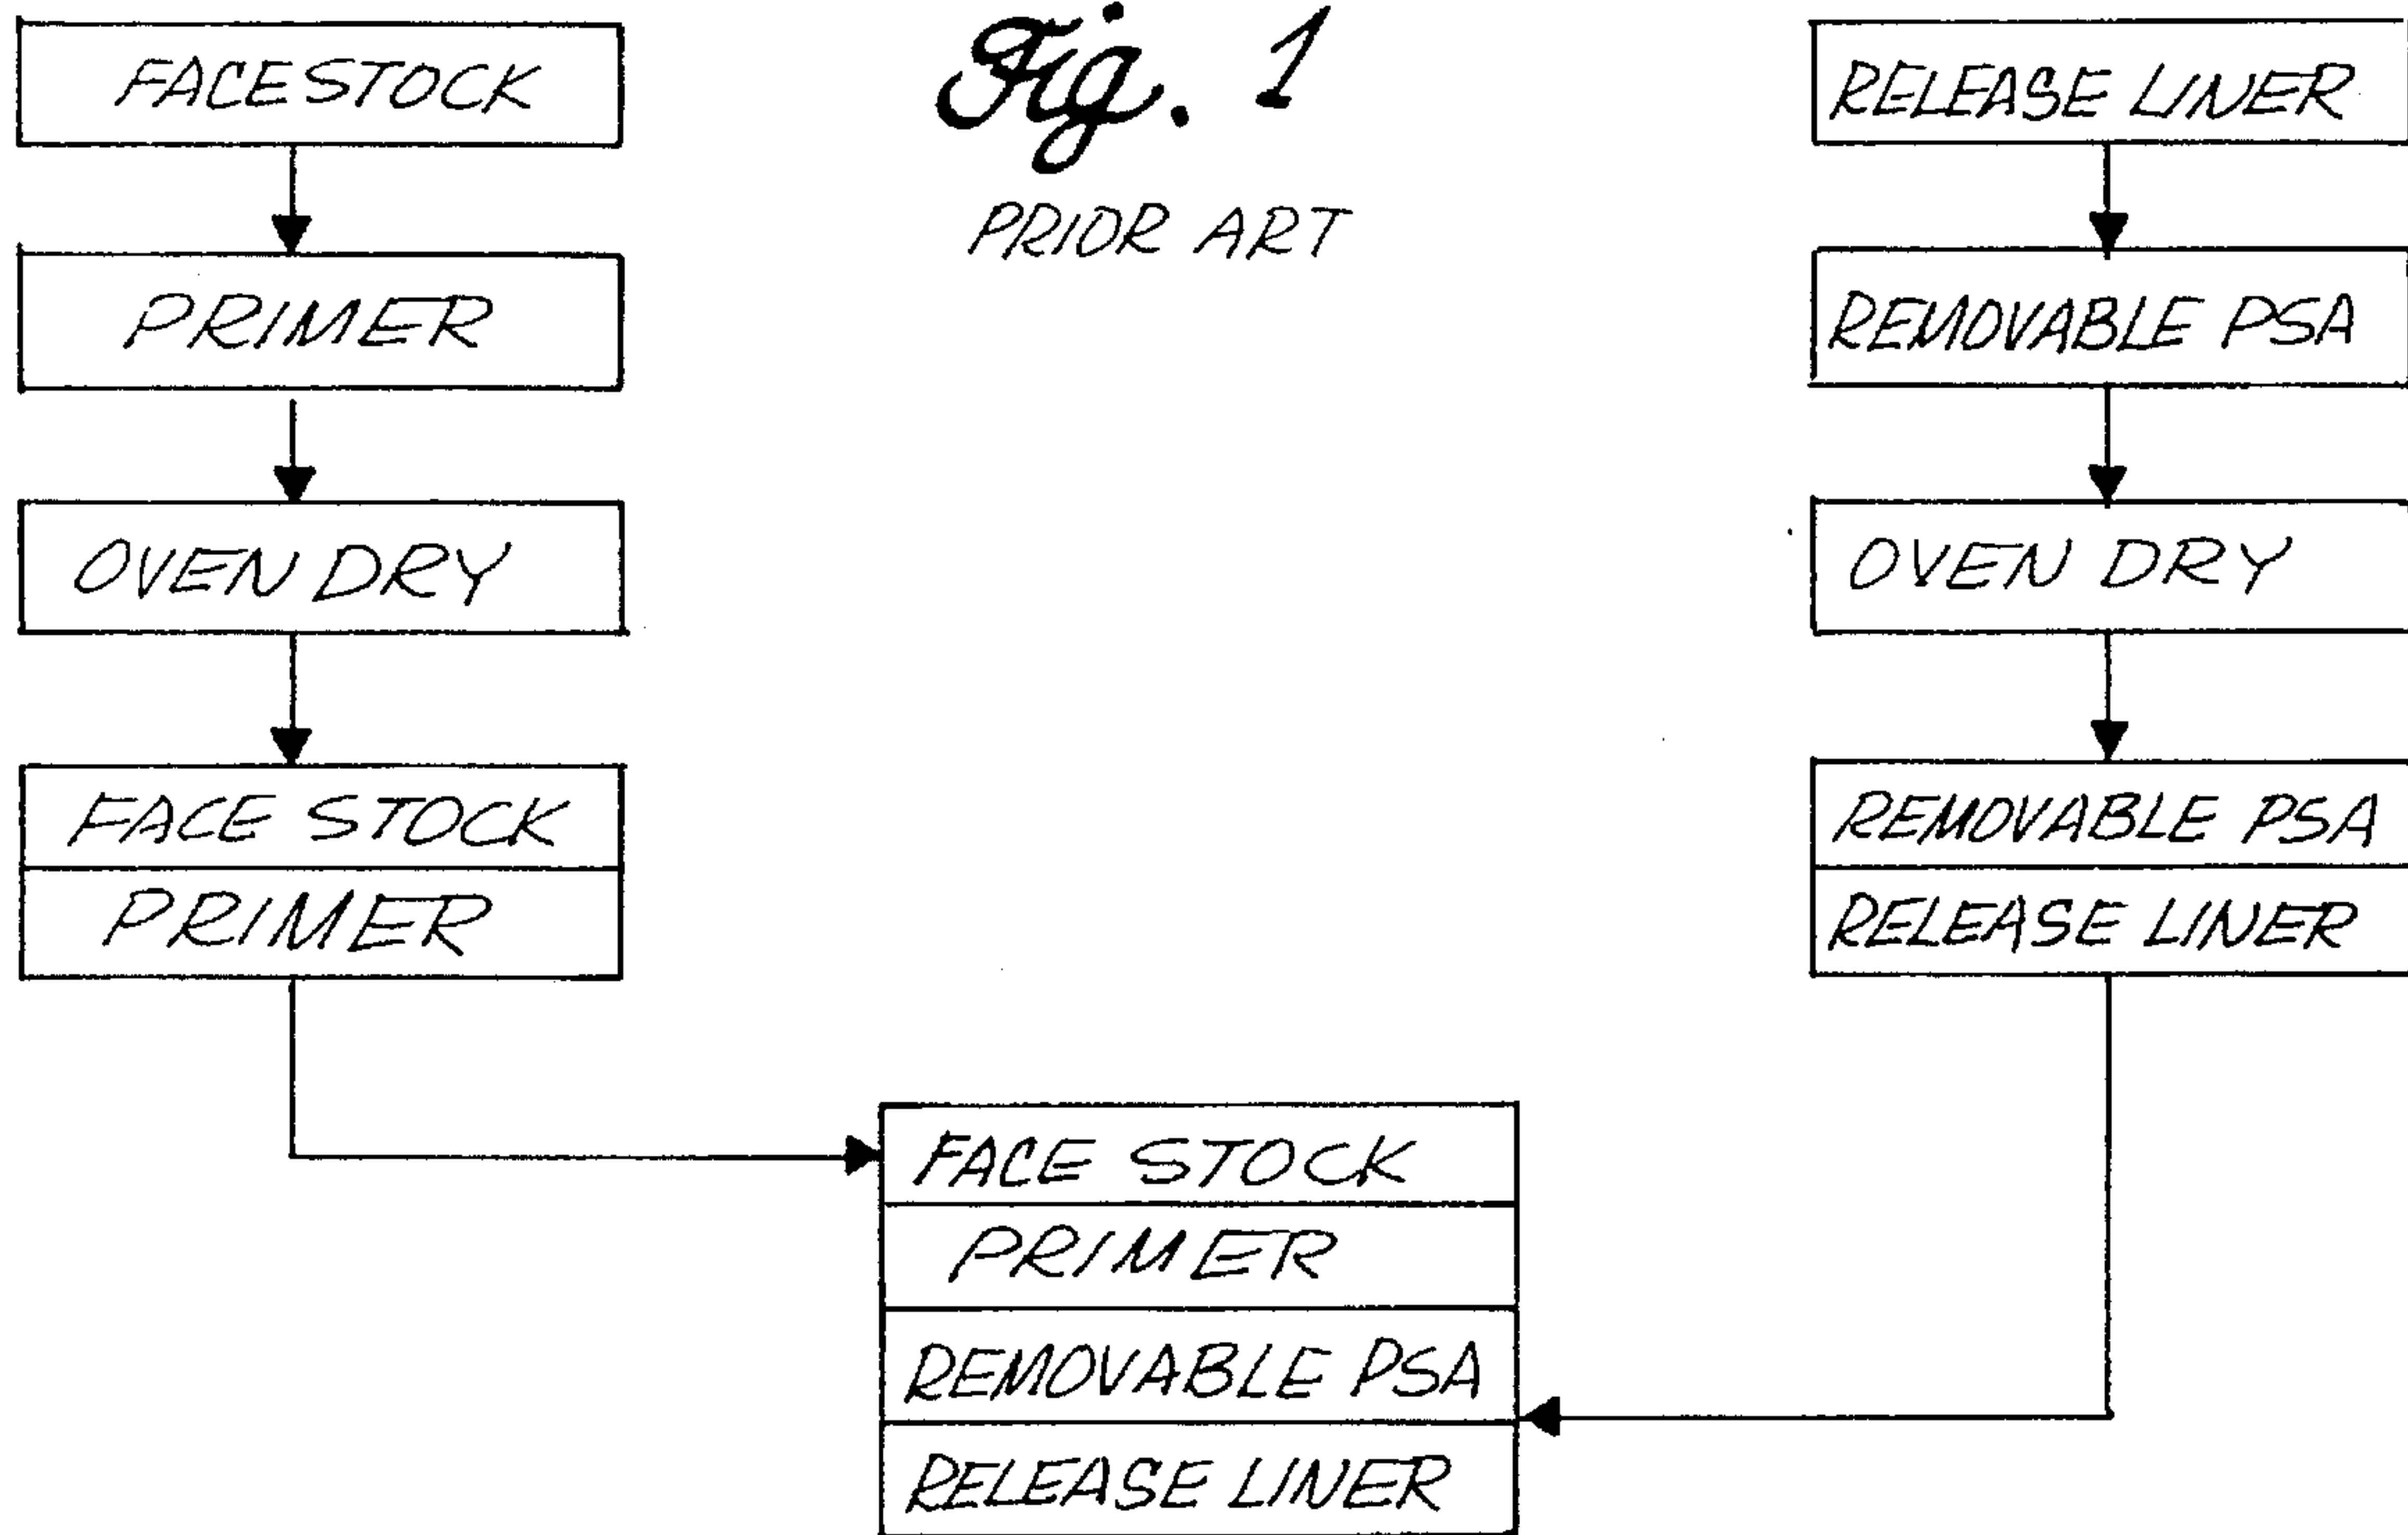 Fig. 1
PRIOR ART
FACE STOCK
PRIMER
OVEN DRY
FACE STOCK
PRIMER
RELEASE LINER
REMOVABLE PSA
OVEN DRY
REMOVABLE PSA
RELEASE LINER
FACE STOCK
PRIMER
REMOVABLE PSA
RELEASE LINER